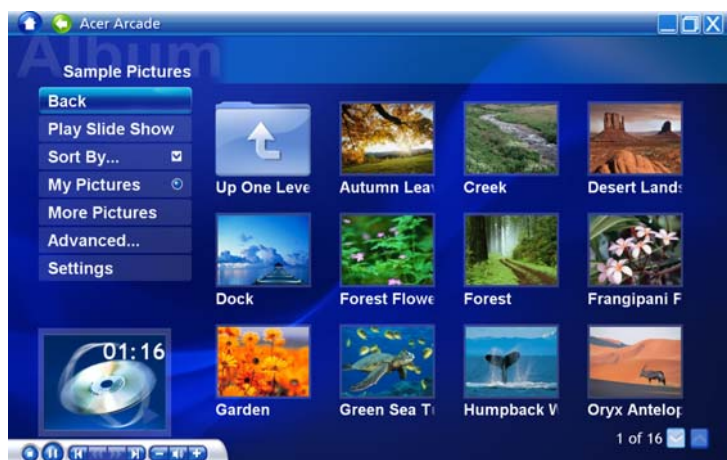 Acer Arcade
Album
Sample Pictures
Back
Play Slide Show
Sort By...
My Pictures
More Pictures
Advanced...
Settings
Up One Leve
Autumn Lea
Creek
Desert Lands
Dock
Forest Flowe
Forest
Frangipani F
Garden
Green Sea T
Humpback W
Oryx Antelop
01:16
1 of 16